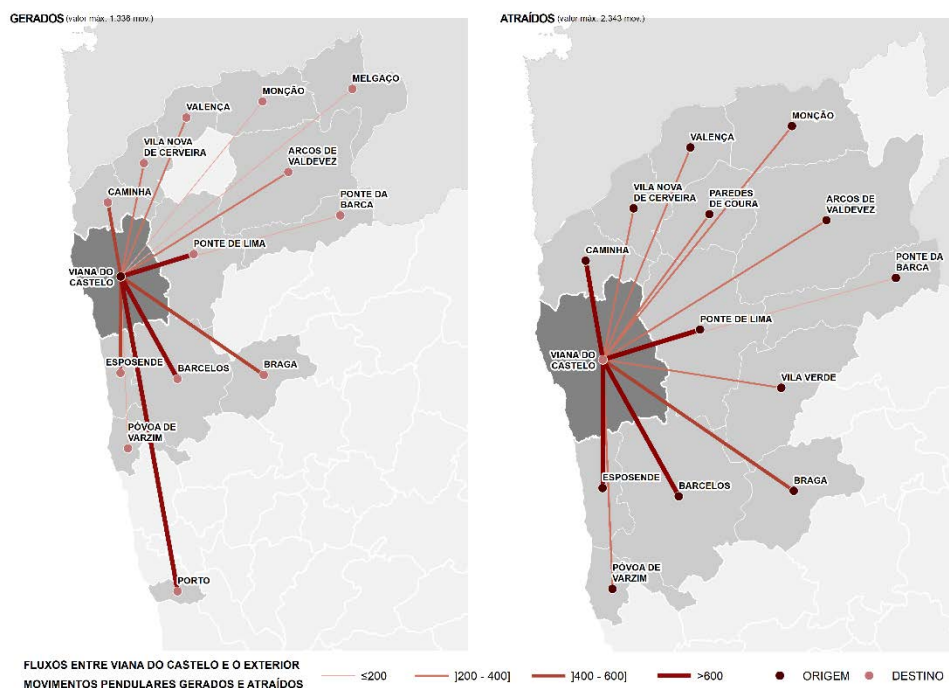 GERADOS (valor máx. 1.338 mov.)
MELGAÇO
MONÇÃO
VALENÇA
VILA NOVA
DE CERVEIRA
ARCOS DE
VALDEVEZ
CAMINHA
PONTE DA
BARCA
PONTE DE LIMA
VIANA DO
CASTELO
ESPOSENDE
BARCELOS
BRAGA
PÓVOA DE
VARZIM
PORTO
ATRAÍDOS (valor máx. 2.343 mov.)
MONÇÃO
VALENÇA
VILA NOVA
DE CERVEIRA
PAREDES
DE COURA
ARCOS DE
VALDEVEZ
CAMINHA
PONTE DA
BARCA
PONTE DE LIMA
VIANA DO
CASTELO
VILA VERDE
ESPOSENDE
BARCELOS
BRAGA
PÓVOA DE
VARZIM
FLUXOS ENTRE VIANA DO CASTELO E O EXTERIOR
MOVIMENTOS PENDULARES GERADOS E ATRAÍDOS
≤200
]200 - 400]
]400 - 600]
>600
ORIGEM
DESTINO